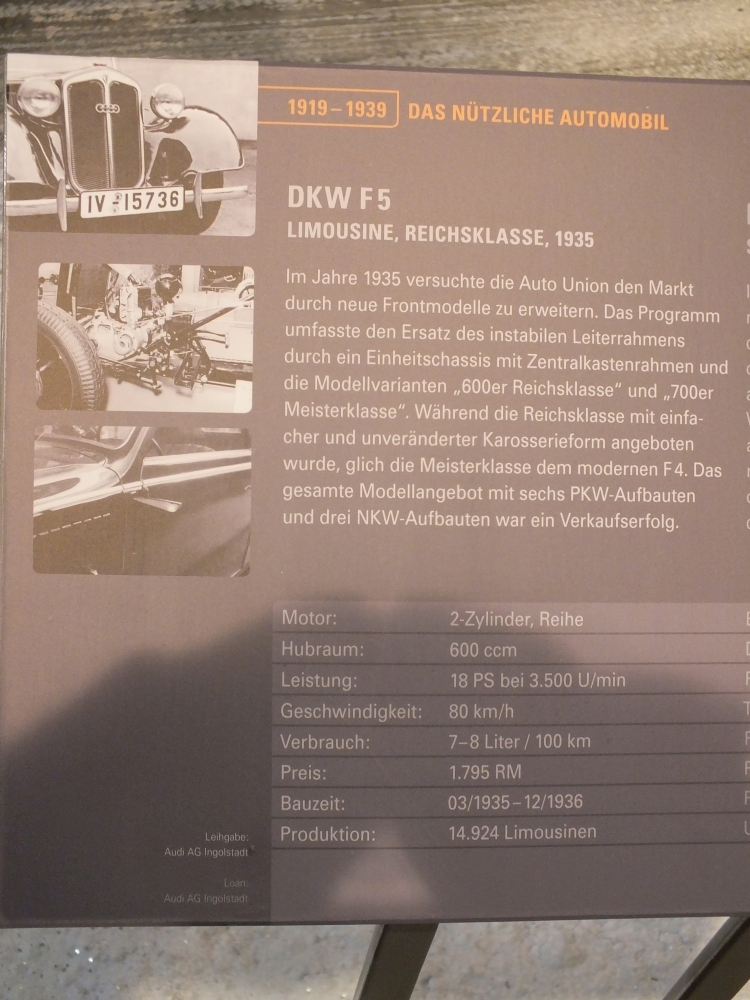 IV-15736
1919–1939 DAS NÜTZLICHE AUTOMOBIL
DKW F5
LIMOUSINE, REICHSKLASSE, 1935
Im Jahre 1935 versuchte die Auto Union den Markt
durch neue Frontmodelle zu erweitern. Das Programm
umfasste den Ersatz des instabilen Leiterrahmens
durch ein Einheitschassis mit Zentralkastenrahmen und
die Modellvarianten „600er Reichsklasse“ und „700er
Meisterklasse“. Während die Reichsklasse mit einfa-
cher und unveränderter Karosserieform angeboten
wurde, glich die Meisterklasse dem modernen F4. Das
gesamte Modellangebot mit sechs PKW-Aufbauten
und drei NKW-Aufbauten war ein Verkaufserfolg.
Motor: 2-Zylinder, Reihe
Hubraum: 600 ccm
Leistung: 18 PS bei 3.500 U/min
Geschwindigkeit: 80 km/h
Verbrauch: 7–8 Liter / 100 km
Preis: 1.795 RM
Bauzeit: 03/1935–12/1936
Produktion: 14.924 Limousinen
Leihgabe:
Audi AG Ingolstadt
Loan:
Audi AG Ingolstadt